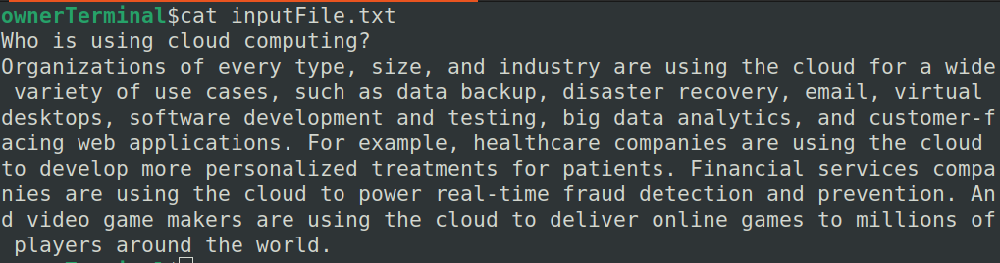 ownerTerminal$cat inputFile.txt
Who is using cloud computing?
Organizations of every type, size, and industry are using the cloud for a wide
 variety of use cases, such as data backup, disaster recovery, email, virtual
desktops, software development and testing, big data analytics, and customer-f
acing web applications. For example, healthcare companies are using the cloud
to develop more personalized treatments for patients. Financial services compa
nies are using the cloud to power real-time fraud detection and prevention. An
d video game makers are using the cloud to deliver online games to millions of
 players around the world.